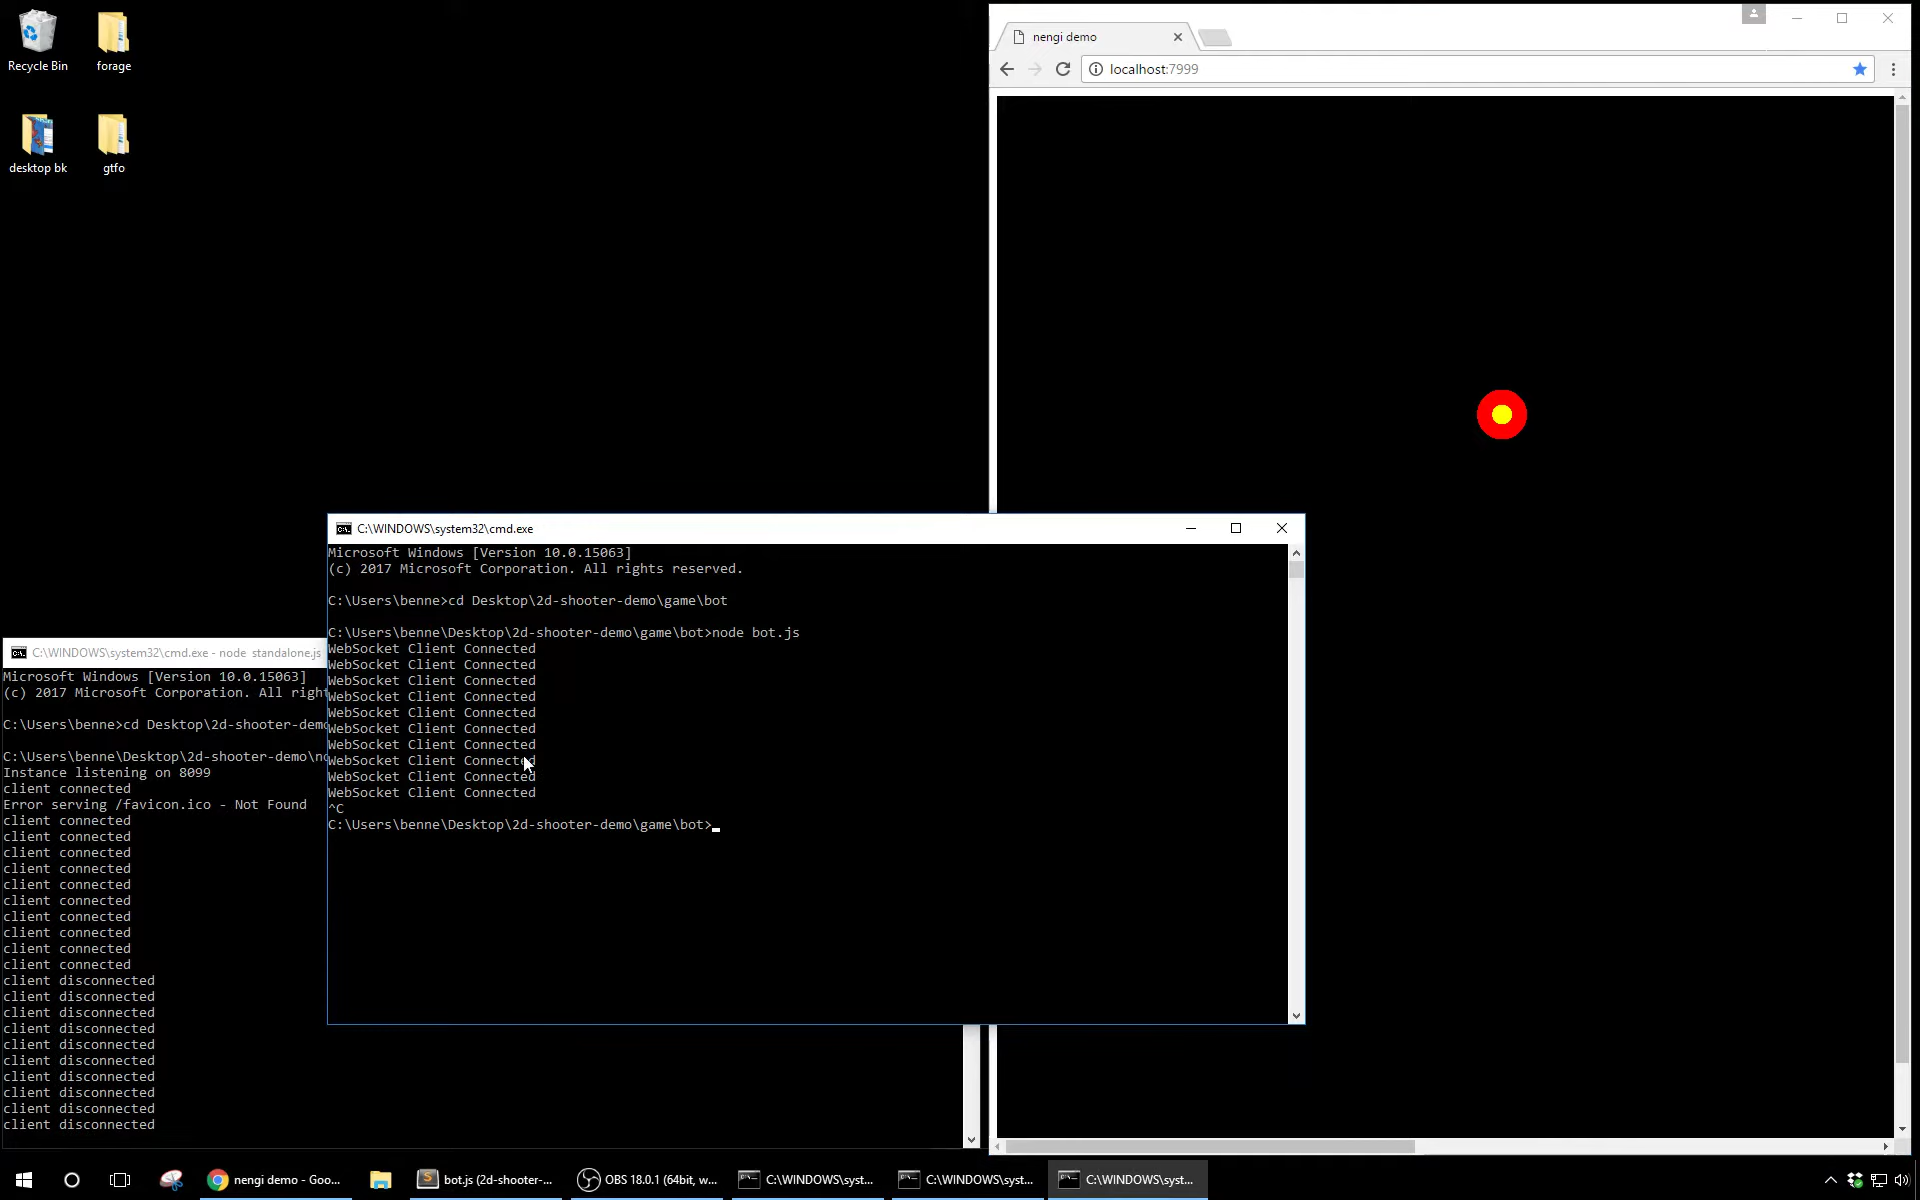 Recycle Bin
forage
desktop bk
gtfo
nengi demo
localhost:7999
C:\WINDOWS\system32\cmd.exe
Microsoft Windows [Version 10.0.15063]
(c) 2017 Microsoft Corporation. All rights reserved.
C:\Users\benne>cd Desktop\2d-shooter-demo\game\bot
C:\Users\benne\Desktop\2d-shooter-demo\game\bot>node bot.js
WebSocket Client Connected
WebSocket Client Connected
WebSocket Client Connected
WebSocket Client Connected
WebSocket Client Connected
WebSocket Client Connected
WebSocket Client Connected
WebSocket Client Connected
WebSocket Client Connected
WebSocket Client Connected
^C
C:\Users\benne\Desktop\2d-shooter-demo\game\bot>
C:\WINDOWS\system32\cmd.exe - node standalone.js
Microsoft Windows [Version 10.0.15063]
(c) 2017 Microsoft Corporation. All righ
C:\Users\benne>cd Desktop\2d-shooter-dem
C:\Users\benne\Desktop\2d-shooter-demo\n
Instance listening on 8099
client connected
Error serving /favicon.ico - Not Found
client connected
client connected
client connected
client connected
client connected
client connected
client connected
client connected
client connected
client connected
client disconnected
client disconnected
client disconnected
client disconnected
client disconnected
client disconnected
client disconnected
client disconnected
client disconnected
client disconnected
nengi demo - Goo...
bot.js (2d-shooter-...
OBS 18.0.1 (64bit, w...
C:\WINDOWS\syst...
C:\WINDOWS\syst...
C:\WINDOWS\syst...